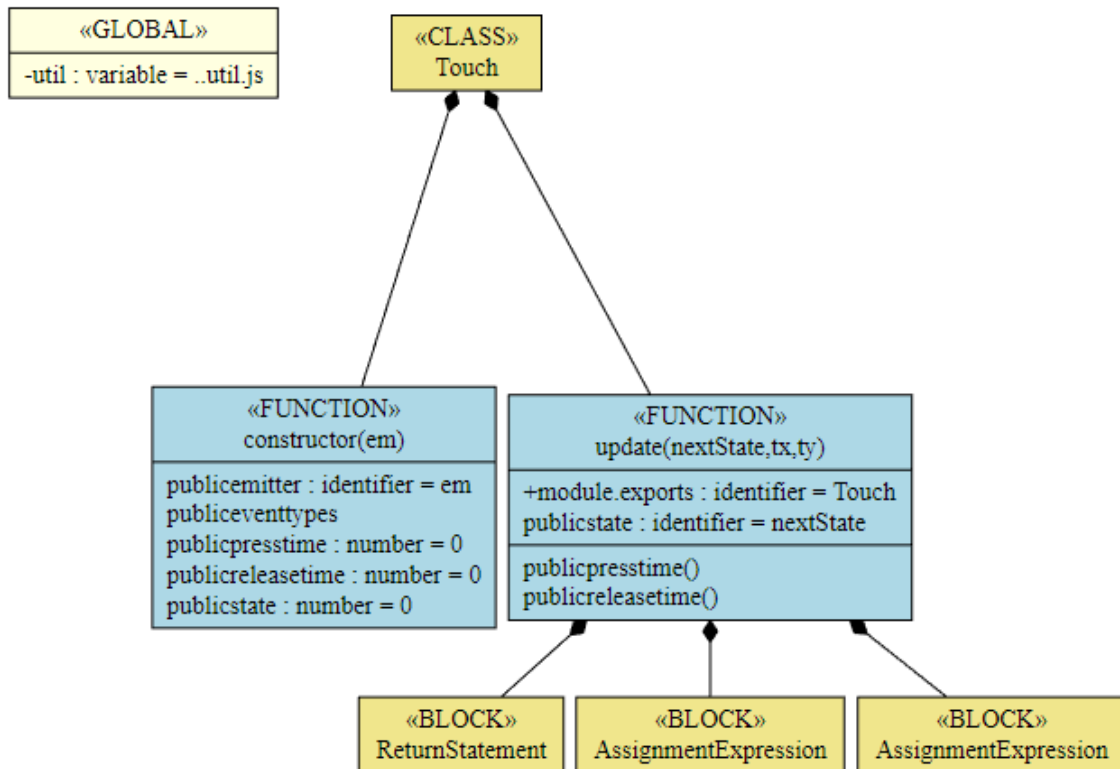 «GLOBAL»
-util : variable = ..util.js
«CLASS»
Touch
«FUNCTION»
constructor(em)
publicemitter : identifier = em
publiceventtypes
publicpresstime : number = 0
publicreleasetime : number = 0
publicstate : number = 0
«FUNCTION»
update(nextState,tx,ty)
+module.exports : identifier = Touch
publicstate : identifier = nextState
publicpresstime()
publicreleasetime()
«BLOCK»
ReturnStatement
«BLOCK»
AssignmentExpression
«BLOCK»
AssignmentExpression